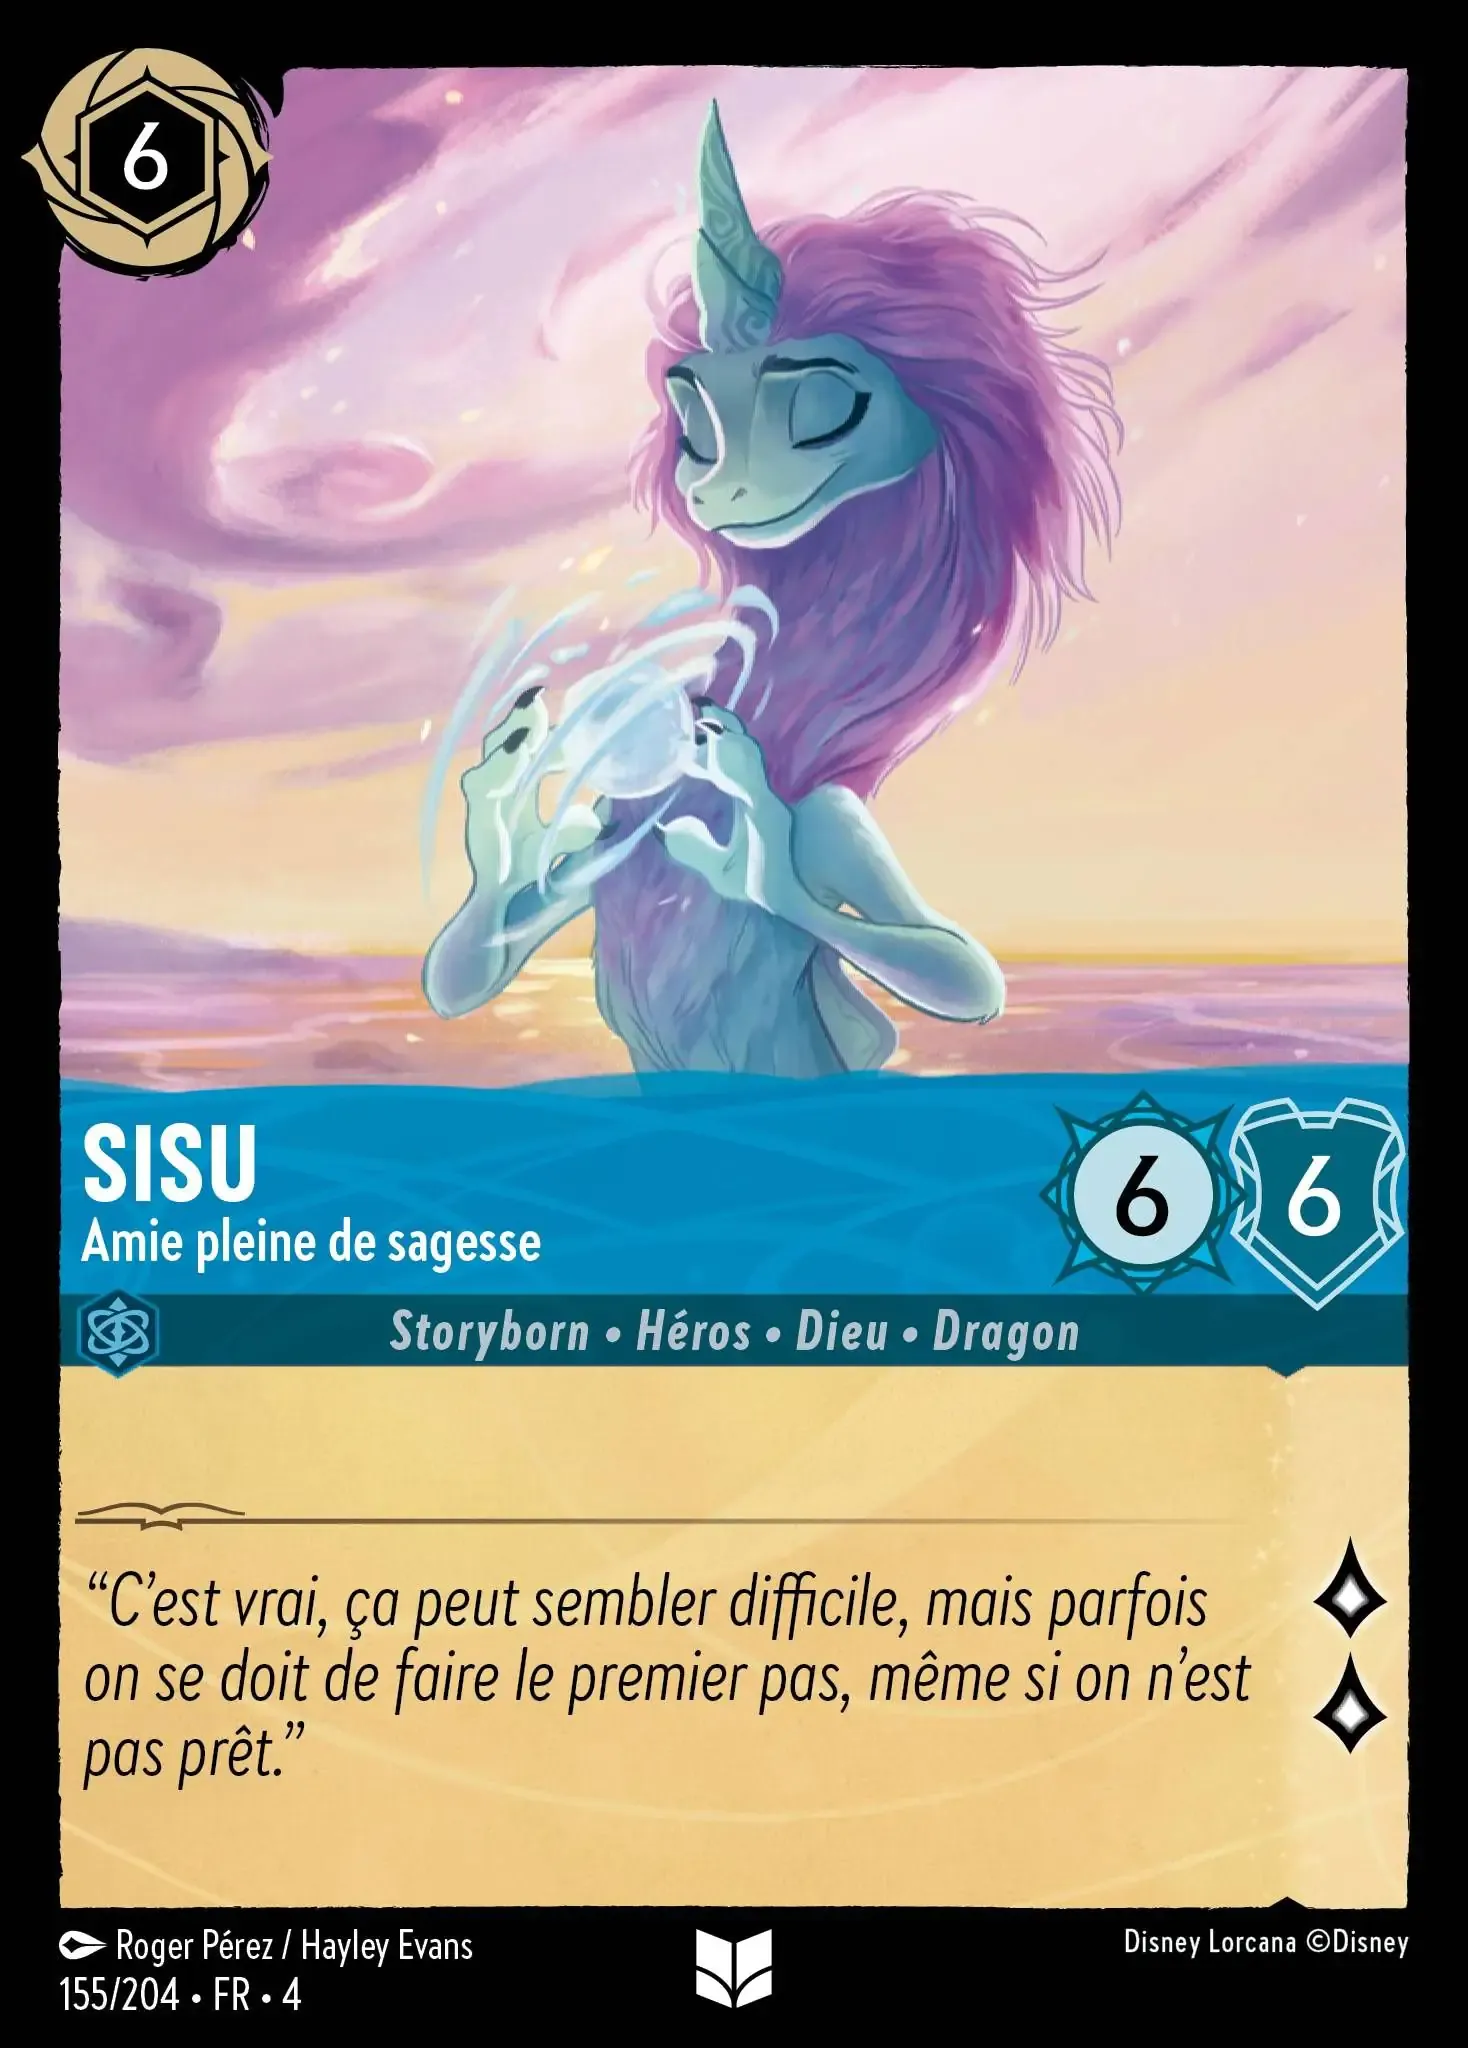 6
SISU
Amie pleine de sagesse
6 6
Storyborn • Héros • Dieu • Dragon
“C’est vrai, ça peut sembler difficile, mais parfois
on se doit de faire le premier pas, même si on n’est
pas prêt.”
Roger Pérez / Hayley Evans
Disney Lorcana ©Disney
155/204 • FR • 4